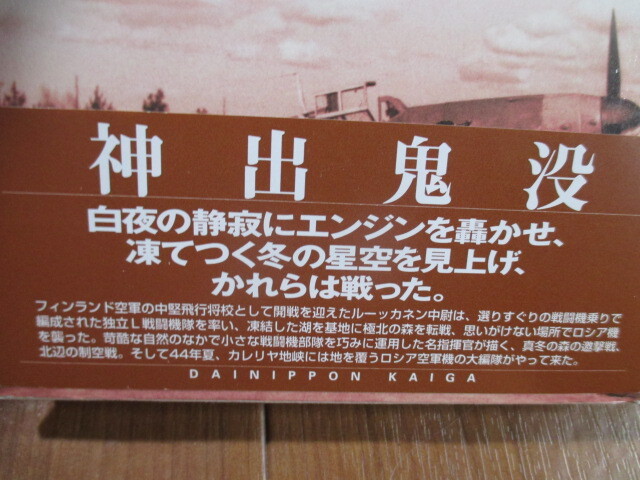 神出鬼没
白夜の静寂にエンジンを轟かせ、
凍てつく冬の星空を見上げ、
かれらは戦った。
フィンランド空軍の中堅飛行将校として開戦を迎えたルーッカネン中尉は、選りすぐりの戦闘機乗りで
編成された独立L戦闘機隊を率い、凍結した湖を基地に極北の森を転戦、思いがけない場所でロシア機
を襲った。苛酷な自然のなかで小さな戦闘機部隊を巧みに運用した名指揮官が描く、真冬の森の遊撃戦、
北辺の制空戦。そして44年夏、カレリヤ地峡には地を覆うロシア空軍機の大編隊がやって来た。
DAINIPPON KAIGA